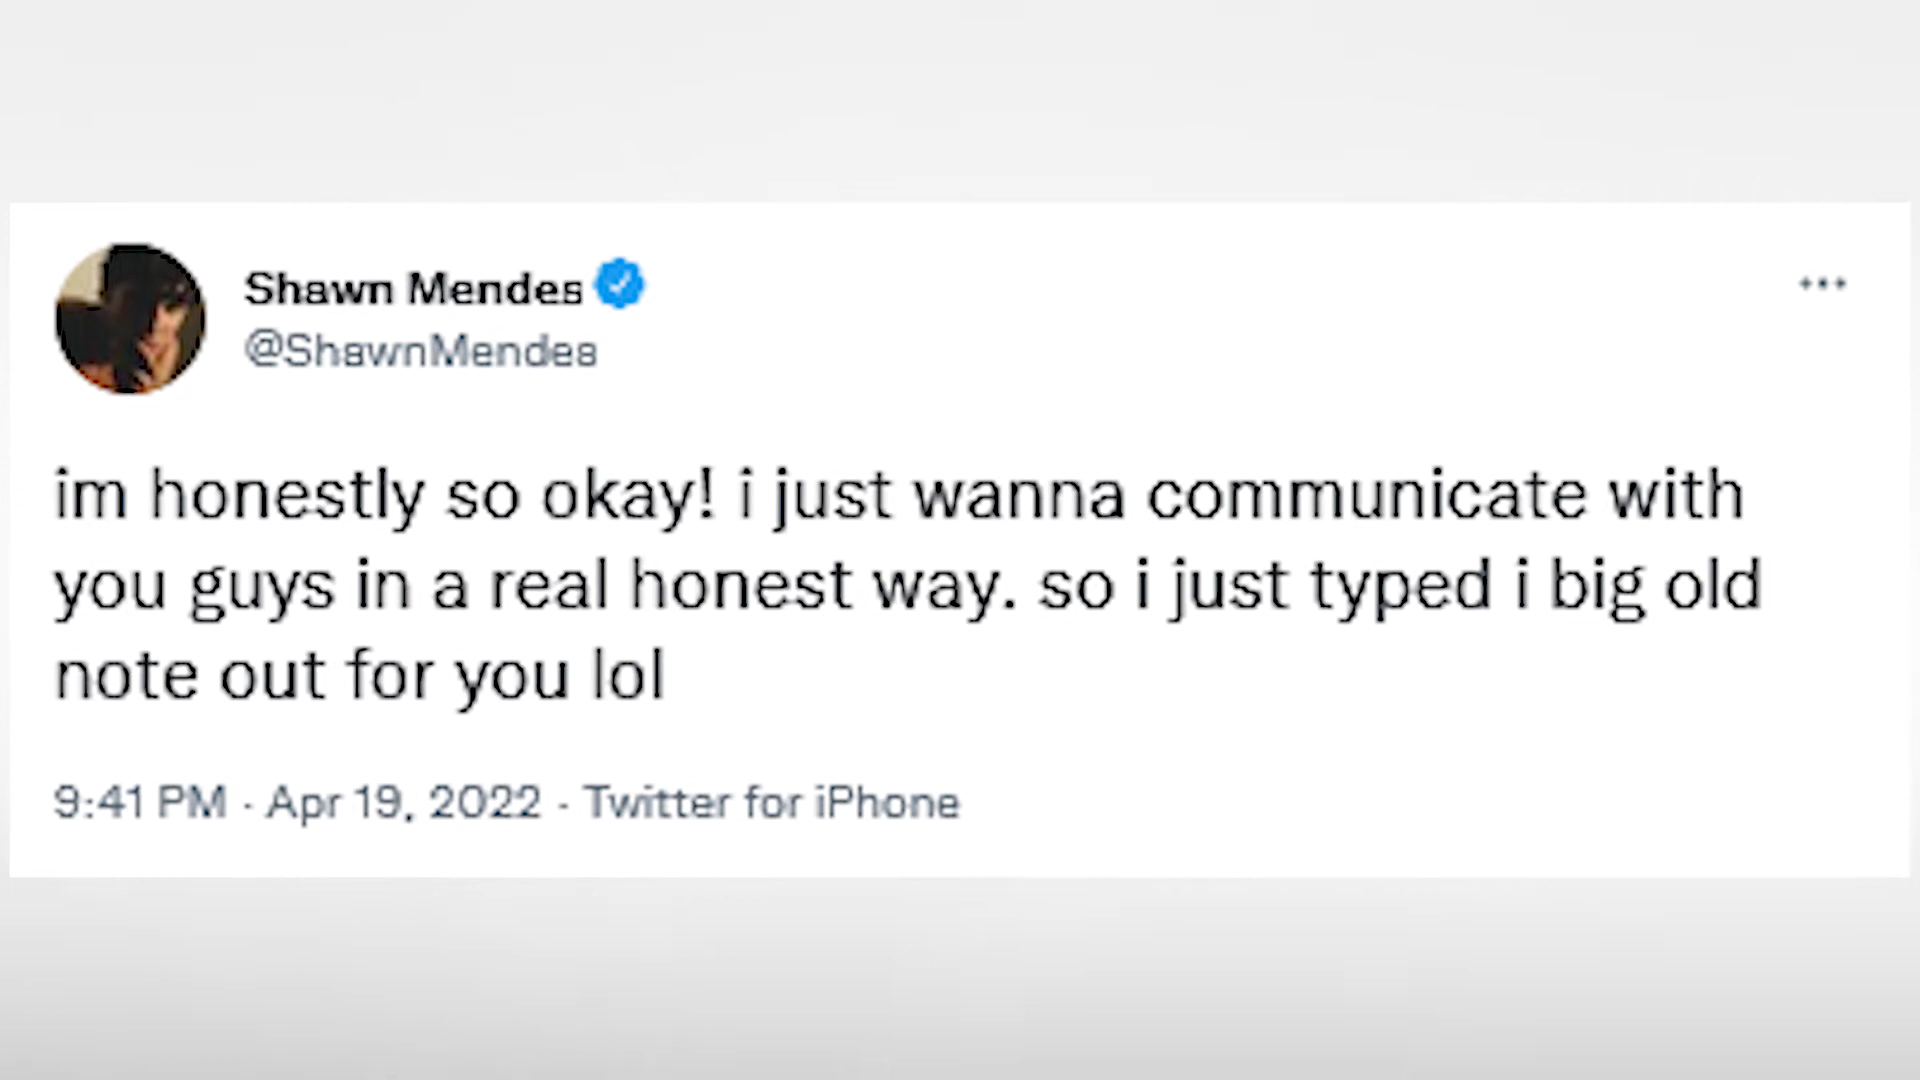 Shawn Mendes
@ShawnMendes
im honestly so okay! i just wanna communicate with
you guys in a real honest way. so i just typed i big old
note out for you lol
9:41 PM · Apr 19, 2022 · Twitter for iPhone